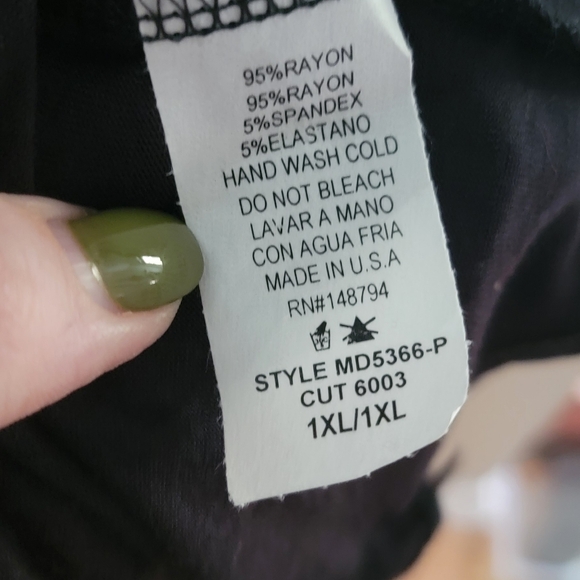 95%RAYON
95%RAYON
5%SPANDEX
5%ELASTANO
HAND WASH COLD
DO NOT BLEACH
LAVAR A MANO
CON AGUA FRIA
MADE IN U.S.A
RN#148794
STYLE MD5366-P
CUT 6003
1XL/1XL